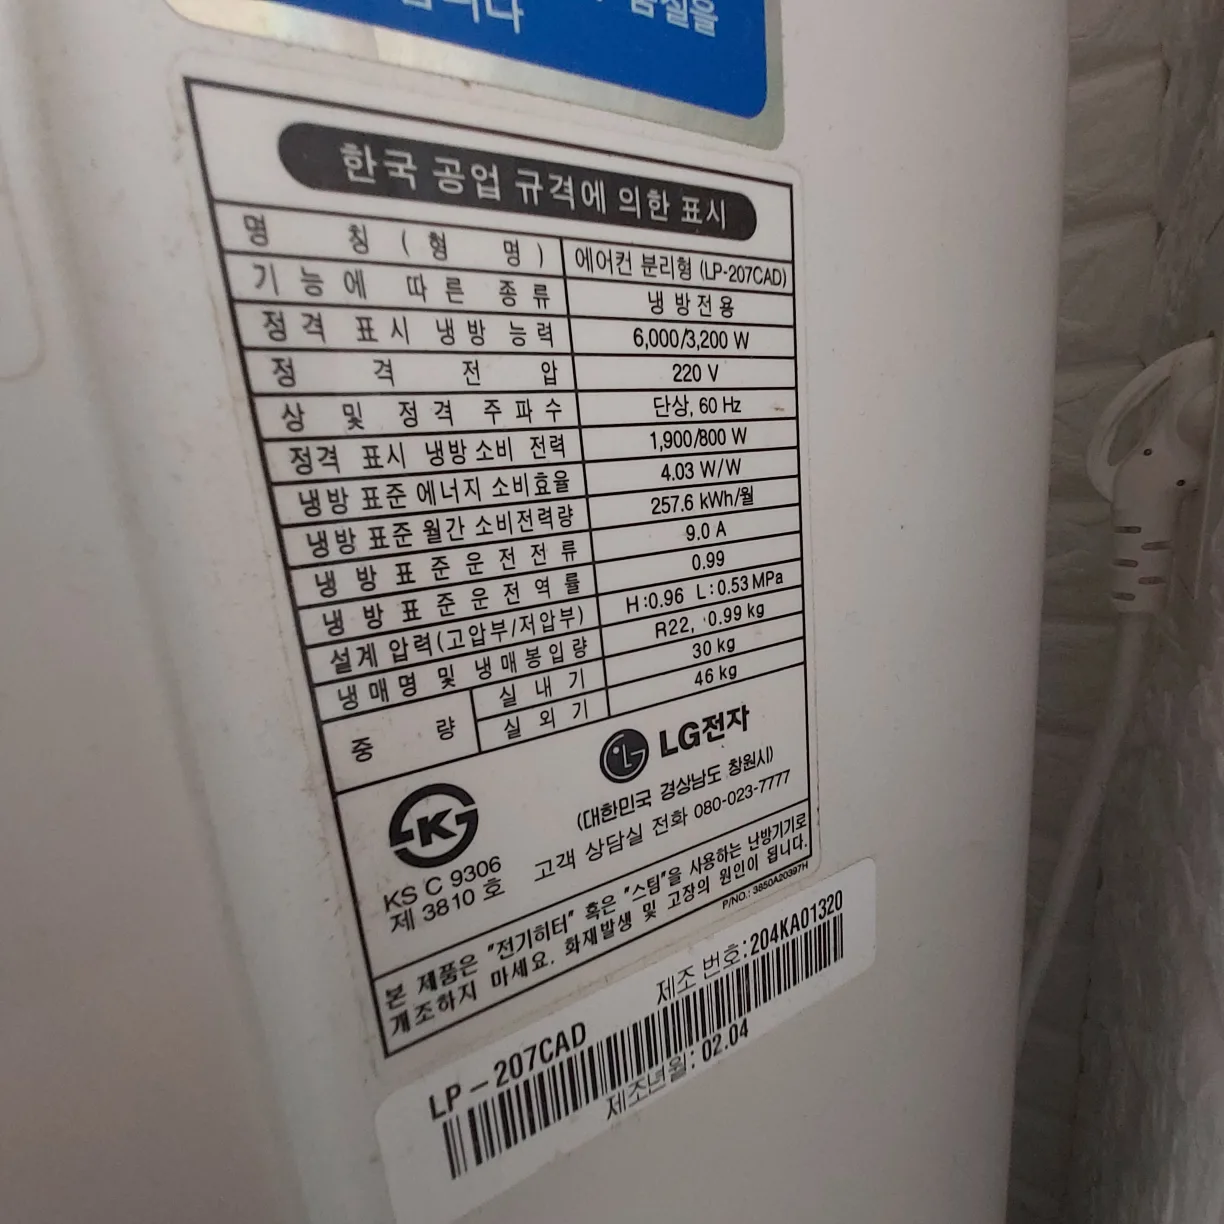 품질을
한국 공업 규격에 의한 표시
명 칭 ( 형 명 ) 에어컨 분리형 (LP-207CAD)
기 능 에 따 른 종 류 냉 방 전 용
정 격 표 시 냉 방 능 력 6,000/3,200 W
정 격 전 압 220 V
상 및 정 격 주 파 수 단상, 60 Hz
정격 표시 냉방 소비 전력 1,900/800 W
냉방 표준 에너지 소비효율 4.03 W/W
냉방 표준 월간 소비전력량 257.6 kWh/월
냉 방 표 준 운 전 전 류 9.0 A
냉 방 표 준 운 전 역 률 0.99
설계 압력(고압부/저압부) H:0.96 L:0.53 MPa
냉 매 명 및 냉 매 봉 입 량 R22, 0.99 kg
중 량 실 내 기 30 kg
실 외 기 46 kg
LG LG전자
(대한민국 경상남도 창원시)
고객 상담실 전화 080-023-7777
K
KS C 9306
제 3810 호
본 제품은 "전기히터" 혹은 "스팀"을 사용하는 난방기기로
개조하지 마세요. 화재발생 및 고장의 원인이 됩니다.
P/NO.: 3850A20397H
LP-207CAD 제조 번호:204KA01320
제조년월: 02.04